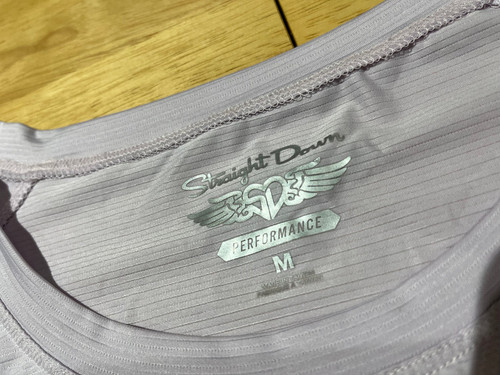 Straight Down
SD
PERFORMANCE
M